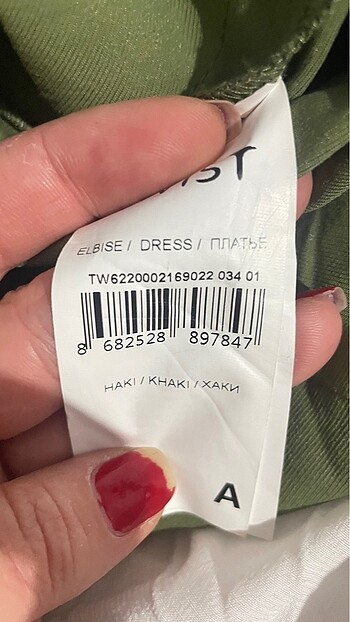 ELBISE / DRESS / ПЛАТЬЕ
TW6220002169022 034 01
8 682528 897847
HAKİ / KHAKI / ХАКИ
A